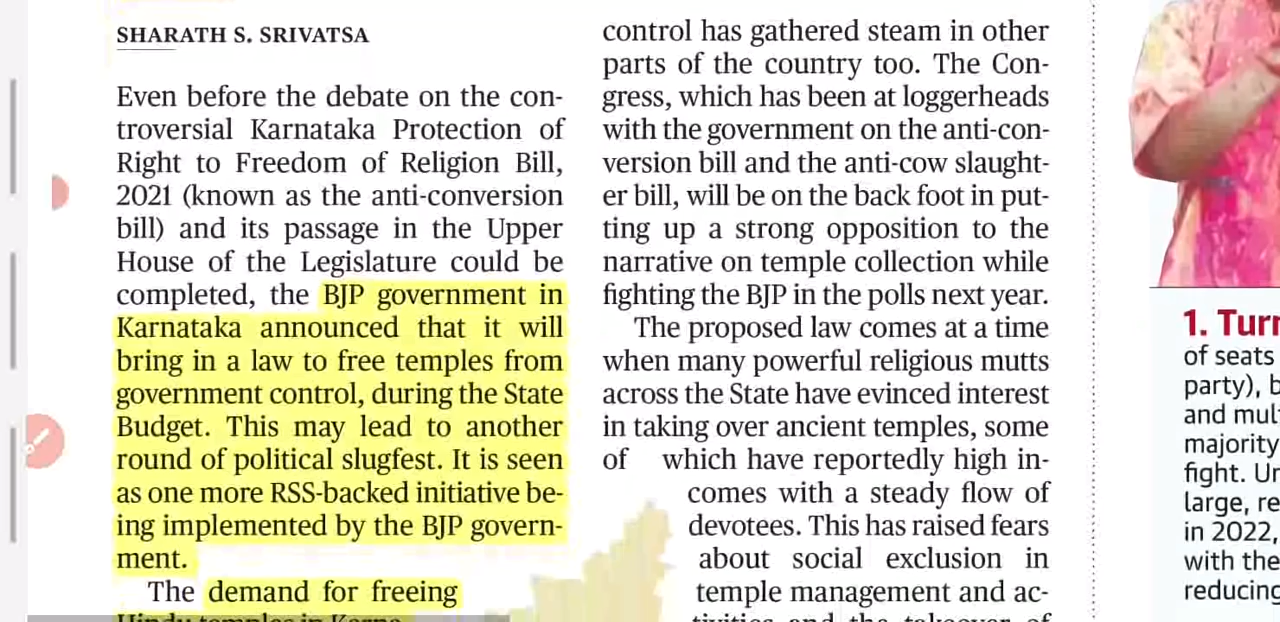 SHARATH S. SRIVATSA
Even before the debate on the con-
troversial Karnataka Protection of
Right to Freedom of Religion Bill,
2021 (known as the anti-conversion
bill) and its passage in the Upper
House of the Legislature could be
completed, the BJP government in
Karnataka announced that it will
bring in a law to free temples from
government control, during the State
Budget. This may lead to another
round of political slugfest. It is seen
as one more RSS-backed initiative be-
ing implemented by the BJP govern-
ment.
The demand for freeing
Hindu temples in Karna-
control has gathered steam in other
parts of the country too. The Con-
gress, which has been at loggerheads
with the government on the anti-con-
version bill and the anti-cow slaught-
er bill, will be on the back foot in put-
ting up a strong opposition to the
narrative on temple collection while
fighting the BJP in the polls next year.
The proposed law comes at a time
when many powerful religious mutts
across the State have evinced interest
in taking over ancient temples, some
of which have reportedly high in-
comes with a steady flow of
devotees. This has raised fears
about social exclusion in
temple management and ac-
tivities and the takeover of
1. Turn
of seats
party), b
and mul
majority
fight. Un
large, re
in 2022,
with the
reducing